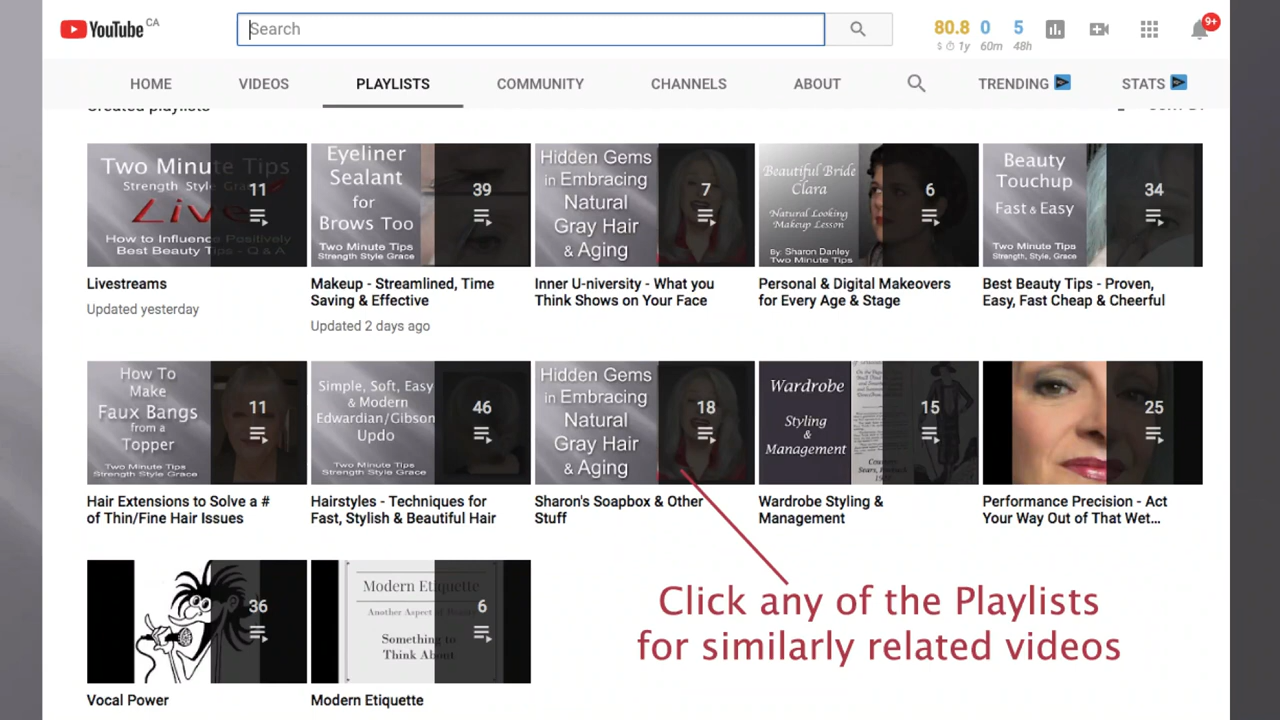 YouTube CA
Search
80.8 0 5
$ 1y 60m 48h
9+
HOME VIDEOS PLAYLISTS COMMUNITY CHANNELS ABOUT TRENDING STATS
Created playlists
SORT BY
Two Minute Tips
Strength Style Grace
Live
How to Influence Positively
Best Beauty Tips - Q & A
11
Livestreams
Updated yesterday
Eyeliner
Sealant
for
Brows Too
Two Minute Tips
Strength Style Grace
39
Makeup - Streamlined, Time
Saving & Effective
Updated 2 days ago
Hidden Gems
in Embracing
Natural
Gray Hair
& Aging
7
Inner U-niversity - What you
Think Shows on Your Face
Beautiful Bride
Clara
Natural Looking
Makeup Lesson
By: Sharon Danley
Two Minute Tips
6
Personal & Digital Makeovers
for Every Age & Stage
Beauty
Touchup
Fast & Easy
Two Minute Tips
Strength, Style, Grace
34
Best Beauty Tips - Proven,
Easy, Fast Cheap & Cheerful
How To
Make
Faux Bangs
from a
Topper
Two Minute Tips
Strength Style Grace
11
Hair Extensions to Solve a #
of Thin/Fine Hair Issues
Simple, Soft, Easy
& Modern
Edwardian/Gibson
Updo
Two Minute Tips
Strength Style Grace
46
Hairstyles - Techniques for
Fast, Stylish & Beautiful Hair
Hidden Gems
in Embracing
Natural
Gray Hair
& Aging
18
Sharon's Soapbox & Other
Stuff
Wardrobe
Styling
&
Management
15
Wardrobe Styling &
Management
25
Performance Precision - Act
Your Way Out of That Wet...
36
Vocal Power
Modern Etiquette
Another Aspect of Beauty
Something to
Think About
6
Modern Etiquette
Click any of the Playlists
for similarly related videos